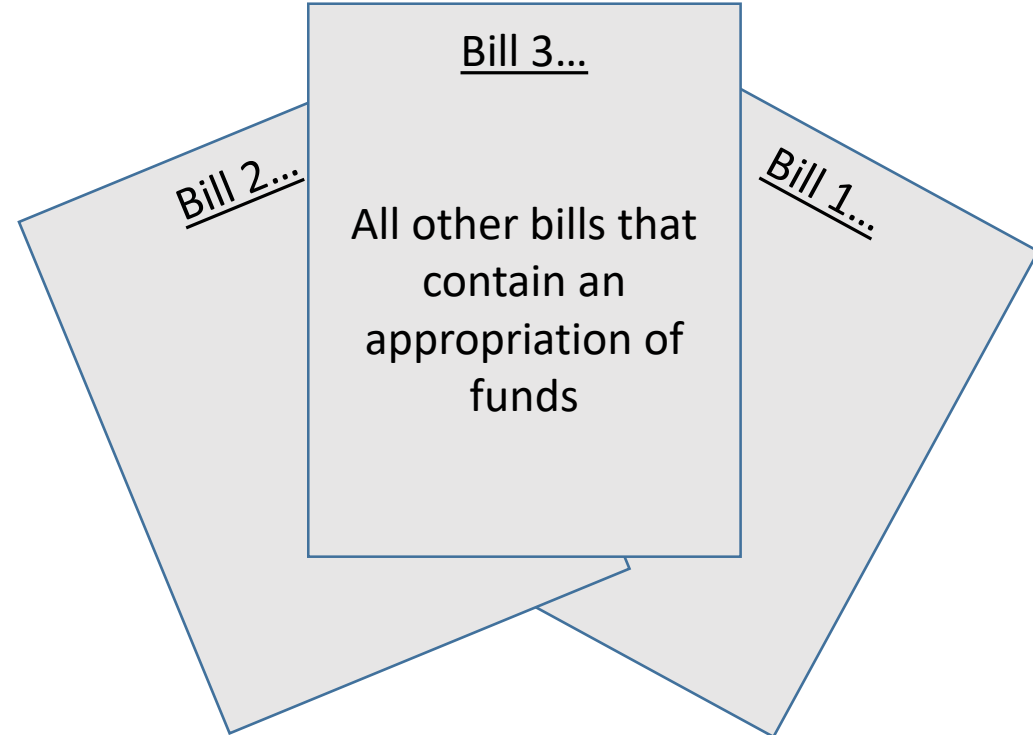 Bill 3...
Bill 2...
Bill 1...
All other bills that
contain an
appropriation of
funds